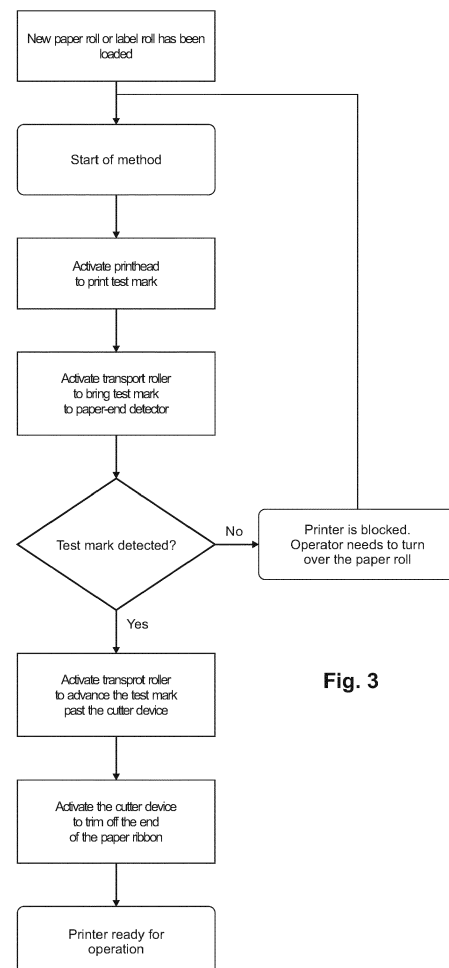 New paper roll or label roll has been
loaded
Start of method
Activate printhead
to print test mark
Activate transport roller
to bring test mark
to paper-end detector
Test mark detected?
No
Printer is blocked.
Operator needs to turn
over the paper roll
Yes
Activate transprot roller
to advance the test mark
past the cutter device
Fig. 3
Activate the cutter device
to trim off the end
of the paper ribbon
Printer ready for
operation